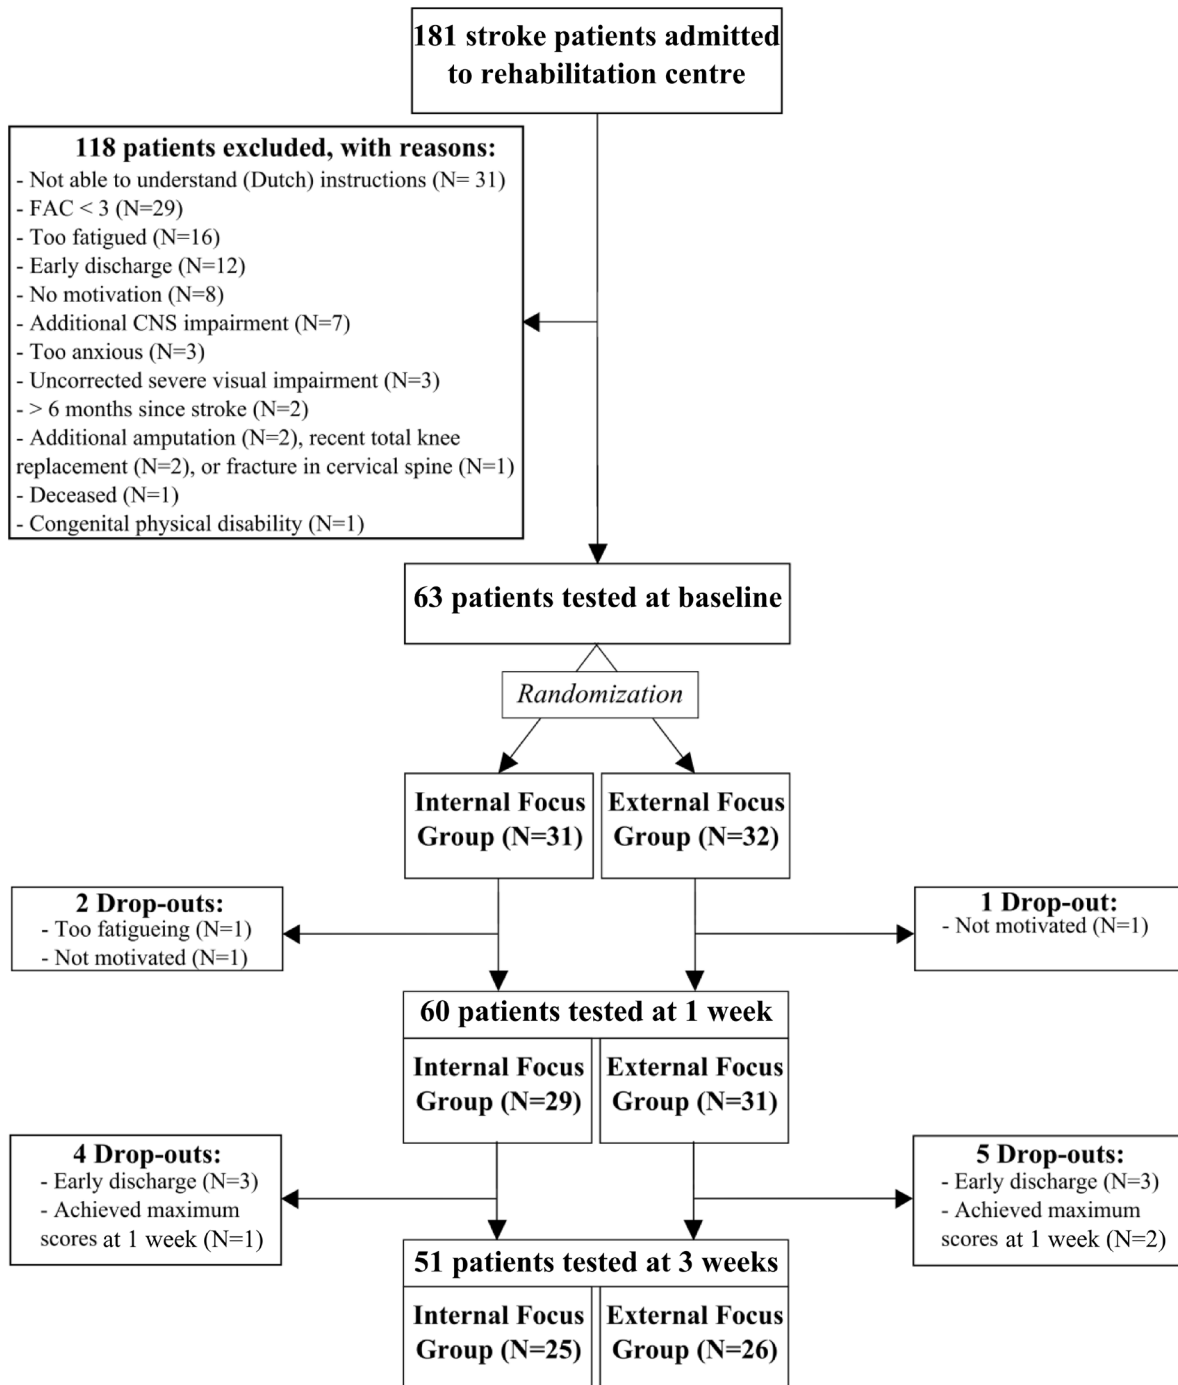 181 stroke patients admitted
to rehabilitation centre
118 patients excluded, with reasons:
- Not able to understand (Dutch) instructions (N= 31)
- FAC < 3 (N=29)
- Too fatigued (N=16)
- Early discharge (N=12)
- No motivation (N=8)
- Additional CNS impairment (N=7)
- Too anxious (N=3)
- Uncorrected severe visual impairment (N=3)
- > 6 months since stroke (N=2)
- Additional amputation (N=2), recent total knee
replacement (N=2), or fracture in cervical spine (N=1)
- Deceased (N=1)
- Congenital physical disability (N=1)
63 patients tested at baseline
Randomization
Internal Focus
Group (N=31)
External Focus
Group (N=32)
2 Drop-outs:
- Too fatigueing (N=1)
- Not motivated (N=1)
1 Drop-out:
- Not motivated (N=1)
60 patients tested at 1 week
Internal Focus
Group (N=29)
External Focus
Group (N=31)
4 Drop-outs:
- Early discharge (N=3)
- Achieved maximum
scores at 1 week (N=1)
5 Drop-outs:
- Early discharge (N=3)
- Achieved maximum
scores at 1 week (N=2)
51 patients tested at 3 weeks
Internal Focus
Group (N=25)
External Focus
Group (N=26)